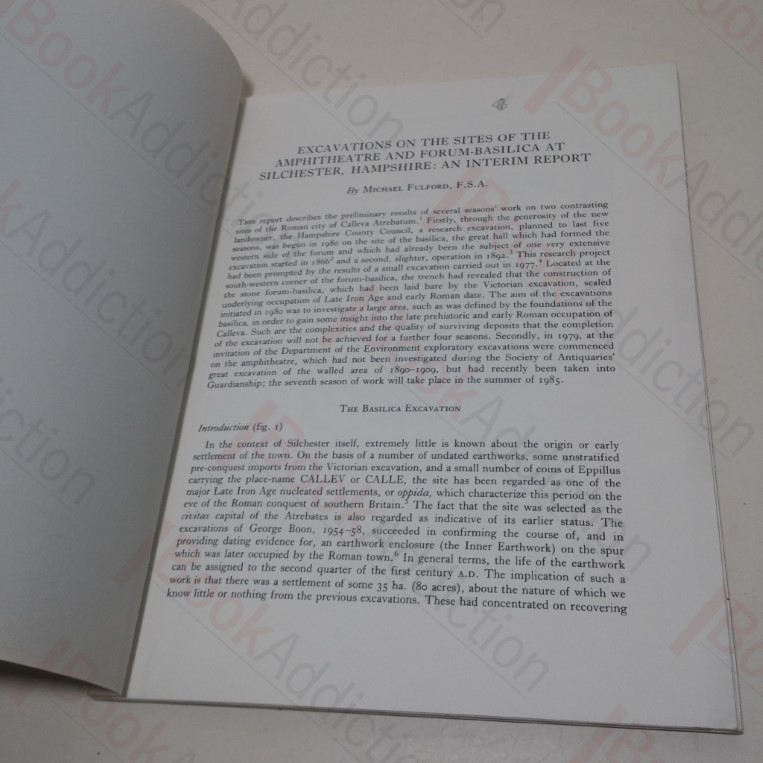 EXCAVATIONS ON THE SITES OF THE
AMPHITHEATRE AND FORUM-BASILICA AT
SILCHESTER, HAMPSHIRE: AN INTERIM REPORT
By MICHAEL FULFORD, F.S.A.
THIS report describes the preliminary results of several seasons' work on two contrasting
sites of the Roman city of Calleva Atrebatum.1 Firstly, through the generosity of the new
landowner, the Hampshire County Council, a research excavation, planned to last five
seasons, was begun in 1980 on the site of the basilica, the great hall which had formed the
western side of the forum and which had already been the subject of one very extensive
excavation started in 18662 and a second, slighter, operation in 1892.3 This research project
had been prompted by the results of a small excavation carried out in 1977.4 Located at the
south-western corner of the forum-basilica, the trench had revealed that the construction of
the stone forum-basilica, which had been laid bare by the Victorian excavation, sealed
underlying occupation of Late Iron Age and early Roman date. The aim of the excavations
initiated in 1980 was to investigate a large area, such as was defined by the foundations of the
basilica, in order to gain some insight into the late prehistoric and early Roman occupation of
Calleva. Such are the complexities and the quality of surviving deposits that the completion
of the excavation will not be achieved for a further four seasons. Secondly, in 1979, at the
invitation of the Department of the Environment exploratory excavations were commenced
on the amphitheatre, which had not been investigated during the Society of Antiquaries'
great excavation of the walled area of 1890–1909, but had recently been taken into
Guardianship; the seventh season of work will take place in the summer of 1985.
THE BASILICA EXCAVATION
Introduction (fig. 1)
In the context of Silchester itself, extremely little is known about the origin or early
settlement of the town. On the basis of a number of undated earthworks, some unstratified
pre-conquest imports from the Victorian excavation, and a small number of coins of Eppillus
carrying the place-name CALLEV or CALLE, the site has been regarded as one of the
major Late Iron Age nucleated settlements, or oppida, which characterize this period on the
eve of the Roman conquest of southern Britain.5 The fact that the site was selected as the
civitas capital of the Atrebates is also regarded as indicative of its earlier status. The
excavations of George Boon, 1954–58, succeeded in confirming the course of, and in
providing dating evidence for, an earthwork enclosure (the Inner Earthwork) on the spur
which was later occupied by the Roman town.6 In general terms, the life of the earthwork
can be assigned to the second quarter of the first century A.D. The implication of such a
work is that there was a settlement of some 35 ha. (80 acres), about the nature of which we
know little or nothing from the previous excavations. These had concentrated on recovering
BookAddiction